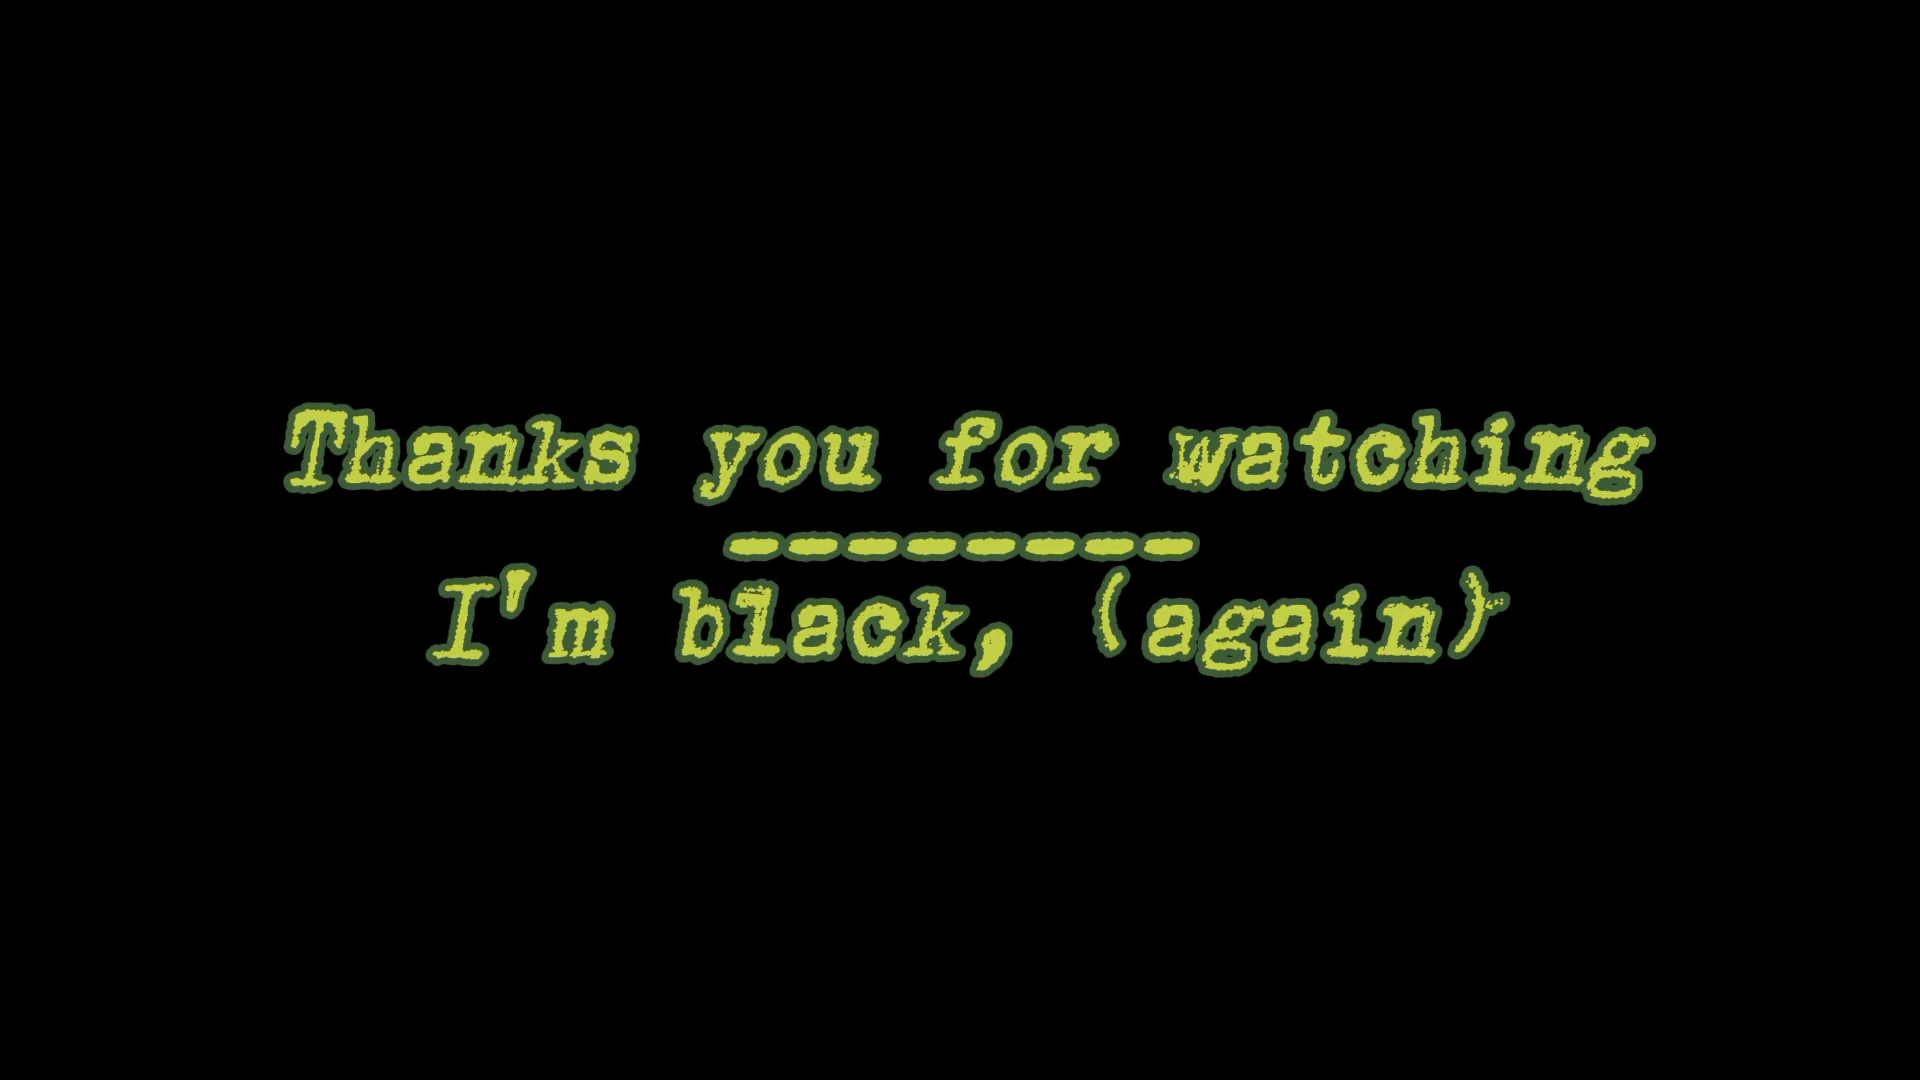 Thanks you for watching
--------
I'm black, (again)